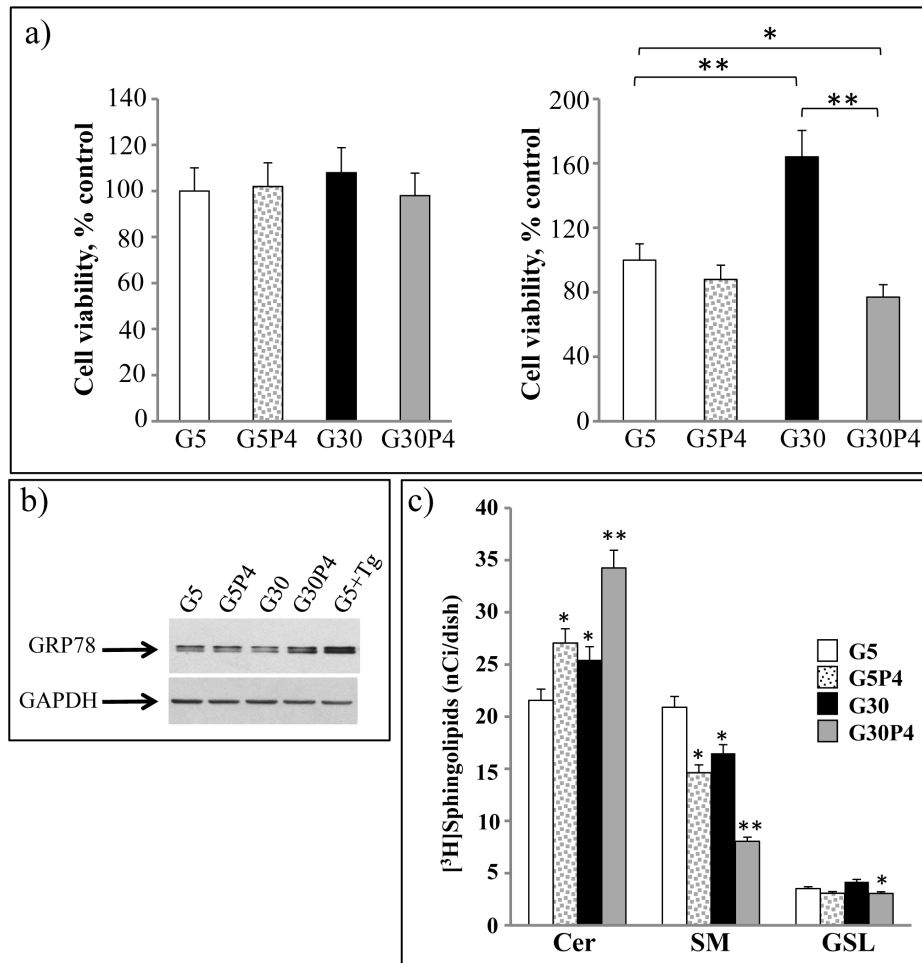 a)
Cell viability, % control
140
120
100
80
60
40
20
0
G5
G5P4
G30
G30P4
Cell viability, % control
200
160
120
80
40
0
*
**
**
G5
G5P4
G30
G30P4
b)
G5
G5P4
G30
G30P4
G5+Tg
GRP78
GAPDH
c)
[³H]Sphingolipids (nCi/dish)
40
35
30
25
20
15
10
5
0
*
*
**
*
*
**
*
G5
G5P4
G30
G30P4
Cer
SM
GSL